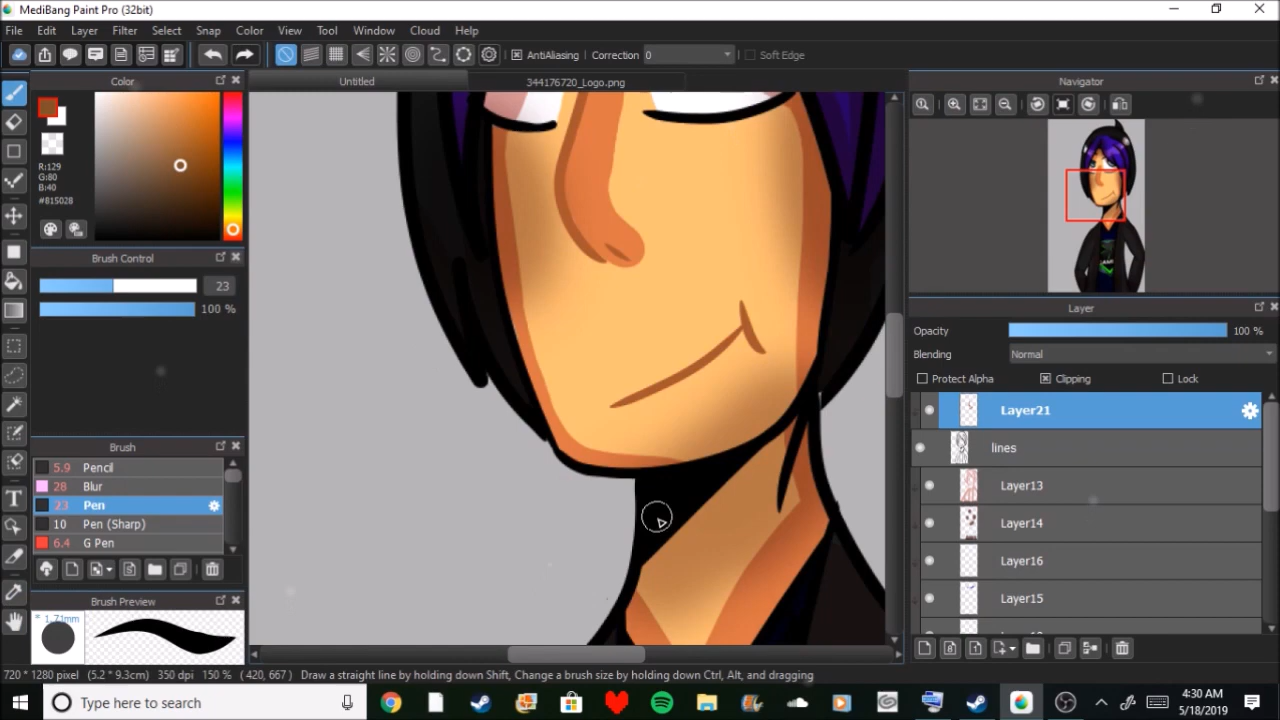 MediBang Paint Pro (32bit)
File Edit Layer Filter Select Snap Color View Tool Window Cloud Help
AntiAliasing Correction 0 Soft Edge
Color
Untitled 344176720_Logo.png
Navigator
R:129
G:80
B:40
#815028
Brush Control
23
100 %
Layer
Opacity 100 %
Blending Normal
Protect Alpha Clipping Lock
Layer21
lines
Layer13
Layer14
Layer16
Layer15
Brush
5.9 Pencil
28 Blur
23 Pen
10 Pen (Sharp)
6.4 G Pen
Brush Preview
* 1.71mm
720 * 1280 pixel (5.2 * 9.3cm) 350 dpi 150 % ( 420, 667) Draw a straight line by holding down Shift, Change a brush size by holding down Ctrl, Alt, and dragging
Type here to search
4:30 AM
5/18/2019